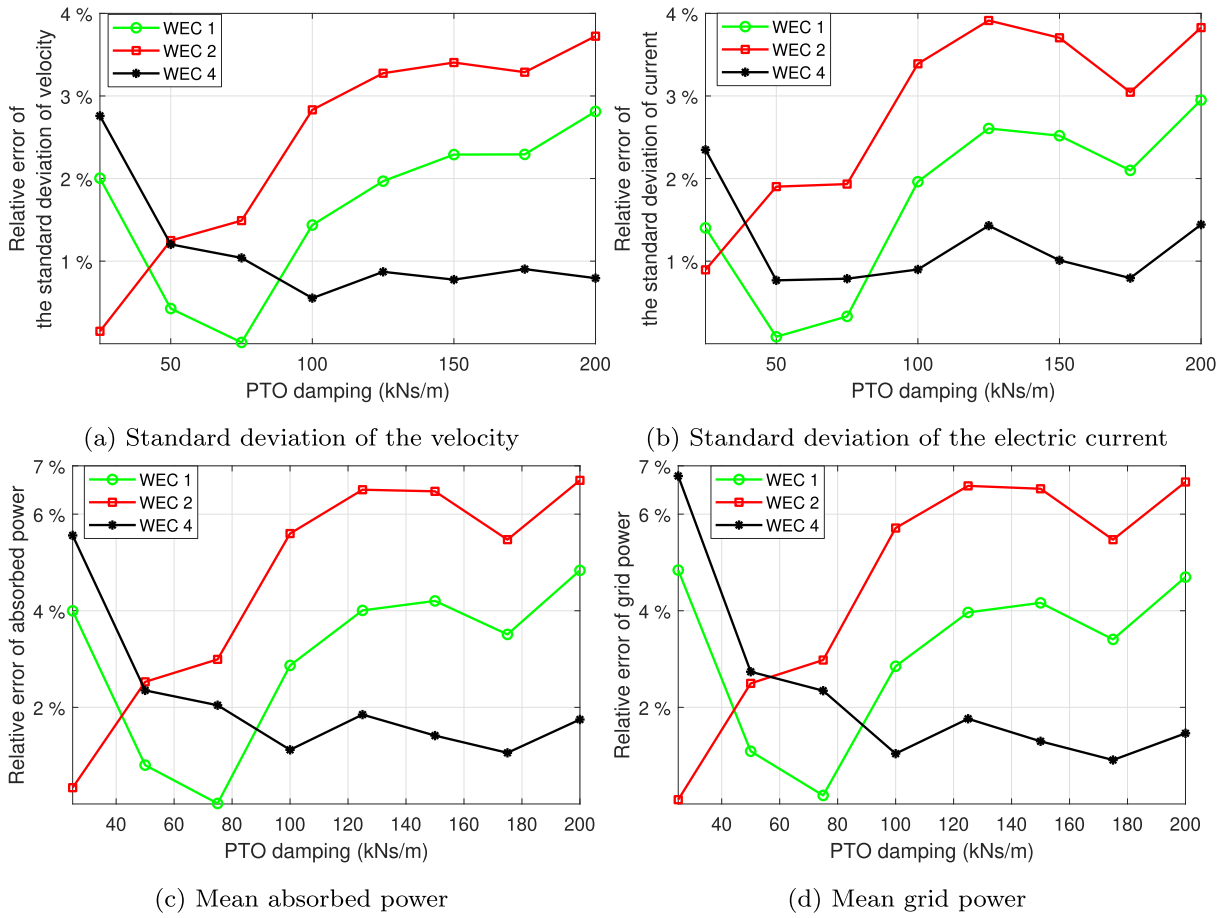 4 %
3 %
2 %
1 %
WEC 1
WEC 2
WEC 4
Relative error of
the standard deviation of velocity
50
100
150
200
PTO damping (kNs/m)
(a) Standard deviation of the velocity
4 %
3 %
2 %
1 %
WEC 1
WEC 2
WEC 4
Relative error of
the standard deviation of current
50
100
150
200
PTO damping (kNs/m)
(b) Standard deviation of the electric current
7 %
6 %
4 %
2 %
WEC 1
WEC 2
WEC 4
Relative error of absorbed power
40 60 80 100 120 140 160 180 200
PTO damping (kNs/m)
(c) Mean absorbed power
7 %
6 %
4 %
2 %
WEC 1
WEC 2
WEC 4
Relative error of grid power
40 60 80 100 120 140 160 180 200
PTO damping (kNs/m)
(d) Mean grid power